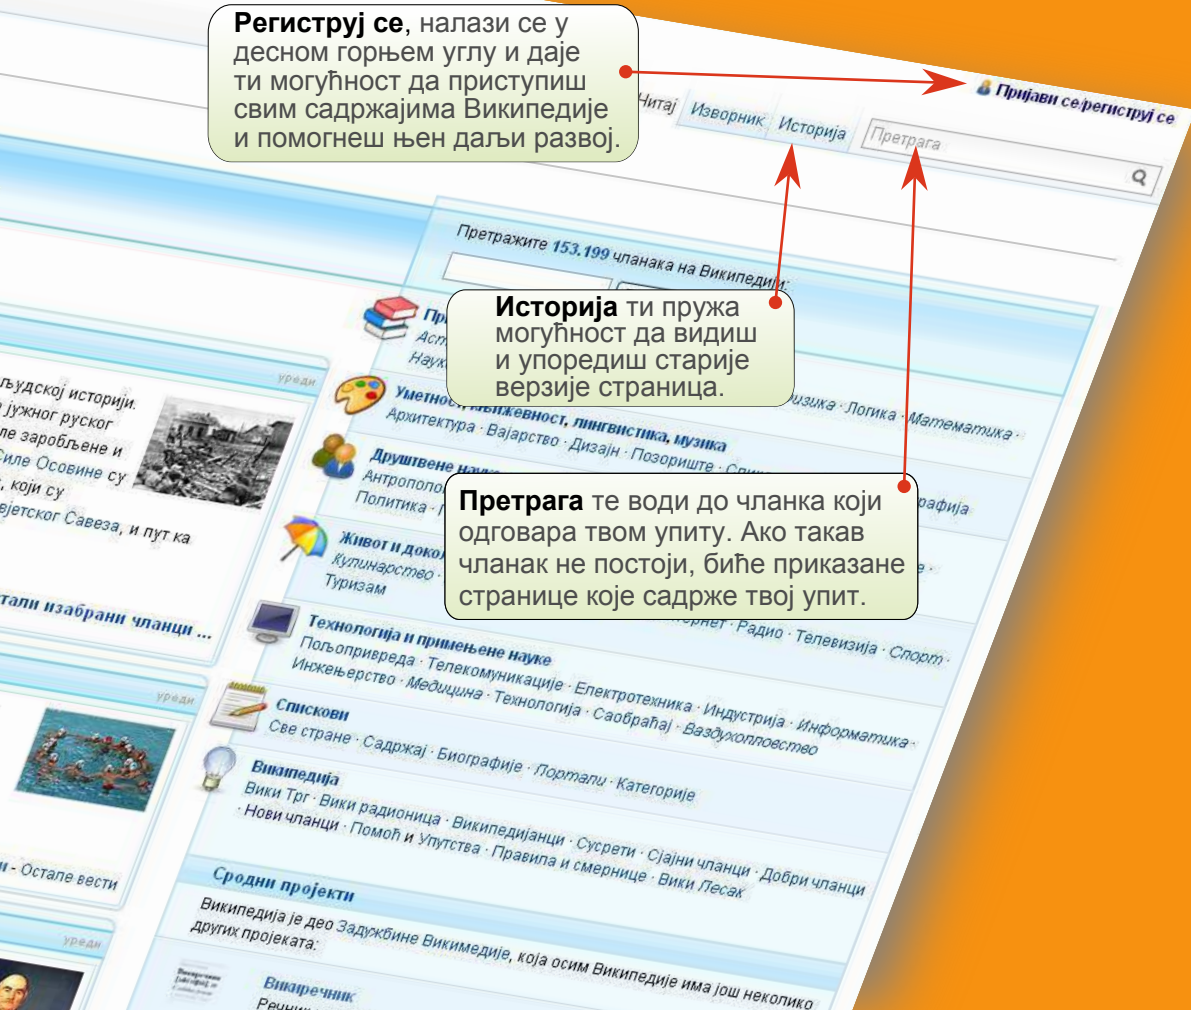 Региструј се, налази се у
десном горњем углу и даје
ти могућност да приступиш
свим садржајима Википедије
и помогнеш њен даљи развој.
Пријави се/региструј се
Читај Изворник Историја Претрага
Претражите 153.199 чланака на Википедији:
Историја ти пружа
могућност да видиш
и упоредиш старије
верзије страница.
Логика · Математика ·
Уметност, књижевност, лингвистика, музика
Архитектура · Вајарство · Дизајн · Позориште ·
Друштвене
Политика ·
Претрага те води до чланка који
одговара твом упиту. Ако такав
чланак не постоји, биће приказане
странице које садрже твој упит.
Живот и
Кулинарство ·
Туризам
Радио · Телевизија · Спорт ·
Технологија и примењене науке
Пољопривреда · Телекомуникације · Електротехника · Индустрија · Информатика ·
Инжењерство · Медицина · Технологија · Саобраћај · Ваздухопловство
Спискови
Све стране · Садржај · Биографије · Портали · Категорије
Википедија
Вики Трг · Вики радионица · Википедијанци · Сусрети · Сјајни чланци · Добри чланци
· Нови чланци · Помоћ и Упутства · Правила и смернице · Вики Лесак
Сродни пројекти
Википедија је део Задужбине Викимедије, која осим Википедије има још неколико
других пројеката:
Викиречник
уреди
људској историји.
јужног руског
заробљене и
Силе Осовине су
, који су
Савеза, и пут ка
изабрани чланци ...
уреди
- Остале вести
уреди